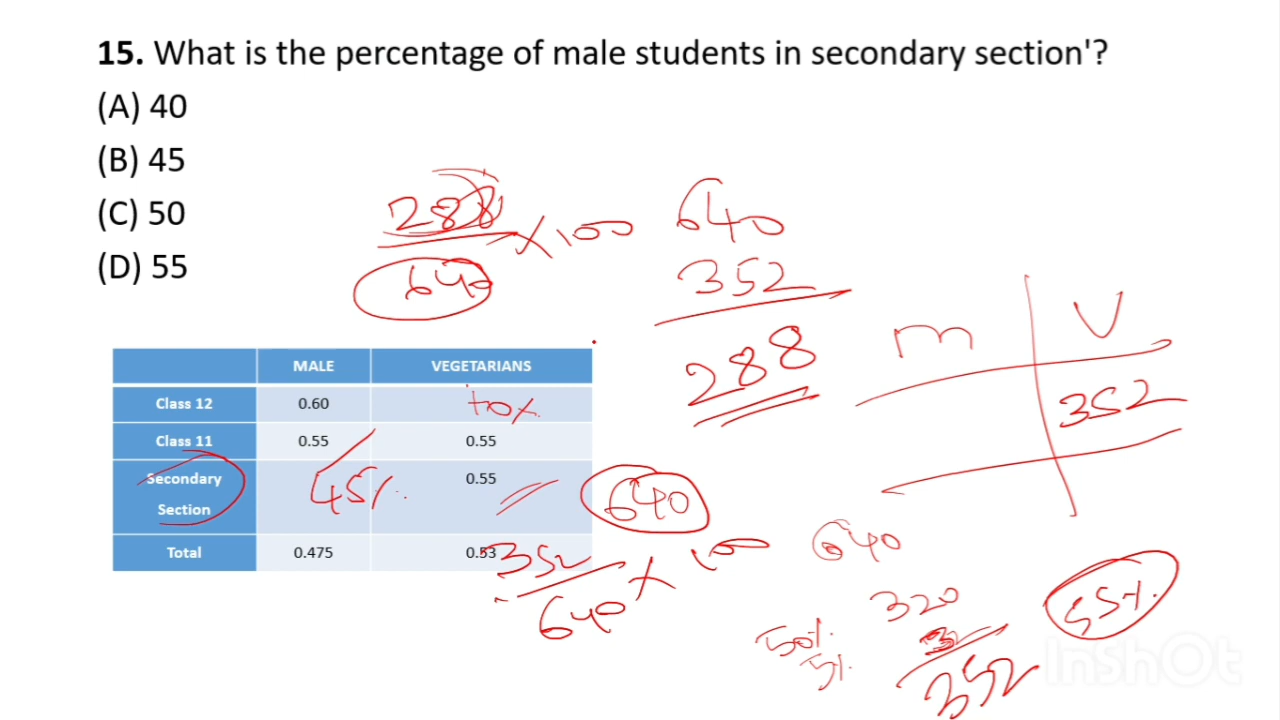 15. What is the percentage of male students in secondary section'?
(A) 40
(B) 45
(C) 50
(D) 55
288 / 640 × 100
640
352
288
m V
352
MALE VEGETARIANS
Class 12 0.60 40%
Class 11 0.55 0.55
Secondary Section 45% 0.55 640
Total 0.475 0.53
352 / 640 × 100
640
320
32
352
50%
5%
55%
InShOt